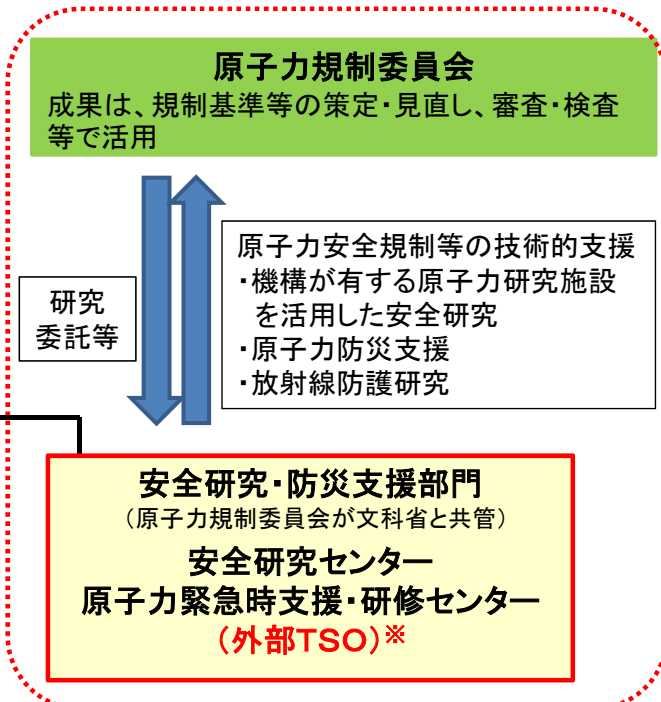 原子力規制委員会
成果は、規制基準等の策定・見直し、審査・検査
等で活用
研究
委託等
原子力安全規制等の技術的支援
・機構が有する原子力研究施設
を活用した安全研究
・原子力防災支援
・放射線防護研究
安全研究・防災支援部門
（原子力規制委員会が文科省と共管）
安全研究センター
原子力緊急時支援・研修センター
（外部ＴＳＯ）※